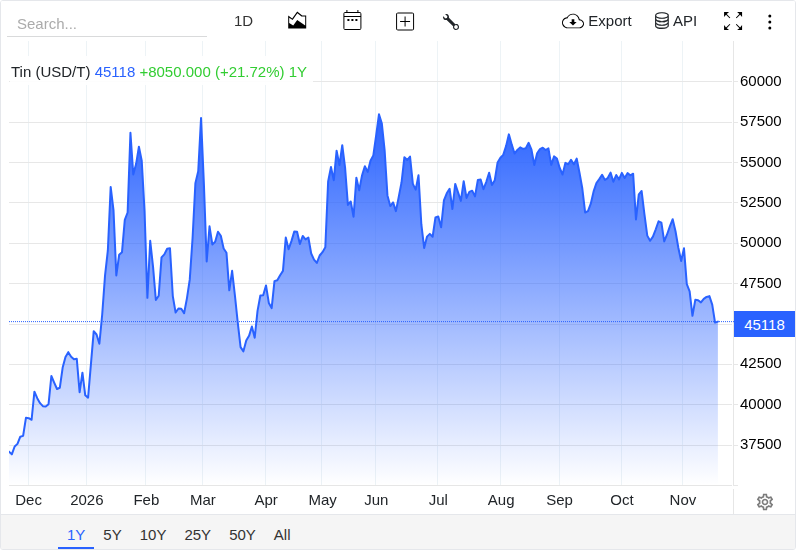 Search...
1D
Export
API
Tin (USD/T) 45118 +8050.000 (+21.72%) 1Y
60000
57500
55000
52500
50000
47500
45118
42500
40000
37500
Dec 2026 Feb Mar Apr May Jun Jul Aug Sep Oct Nov
1Y 5Y 10Y 25Y 50Y All